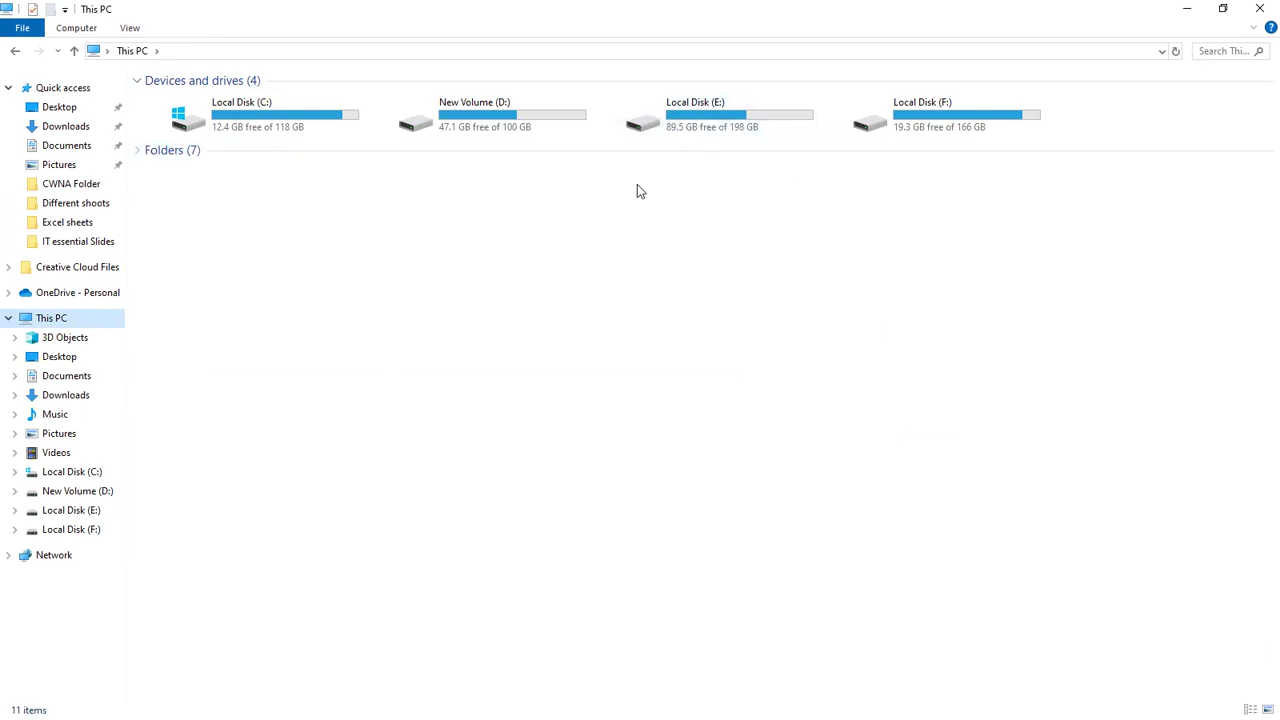 This PC
File
Computer
View
This PC
Search Thi...
Quick access
Desktop
Downloads
Documents
Pictures
CWNA Folder
Different shoots
Excel sheets
IT essential Slides
Creative Cloud Files
OneDrive - Personal
This PC
3D Objects
Desktop
Documents
Downloads
Music
Pictures
Videos
Local Disk (C:)
New Volume (D:)
Local Disk (E:)
Local Disk (F:)
Network
Devices and drives (4)
Local Disk (C:)
12.4 GB free of 118 GB
New Volume (D:)
47.1 GB free of 100 GB
Local Disk (E:)
89.5 GB free of 198 GB
Local Disk (F:)
19.3 GB free of 166 GB
Folders (7)
11 items